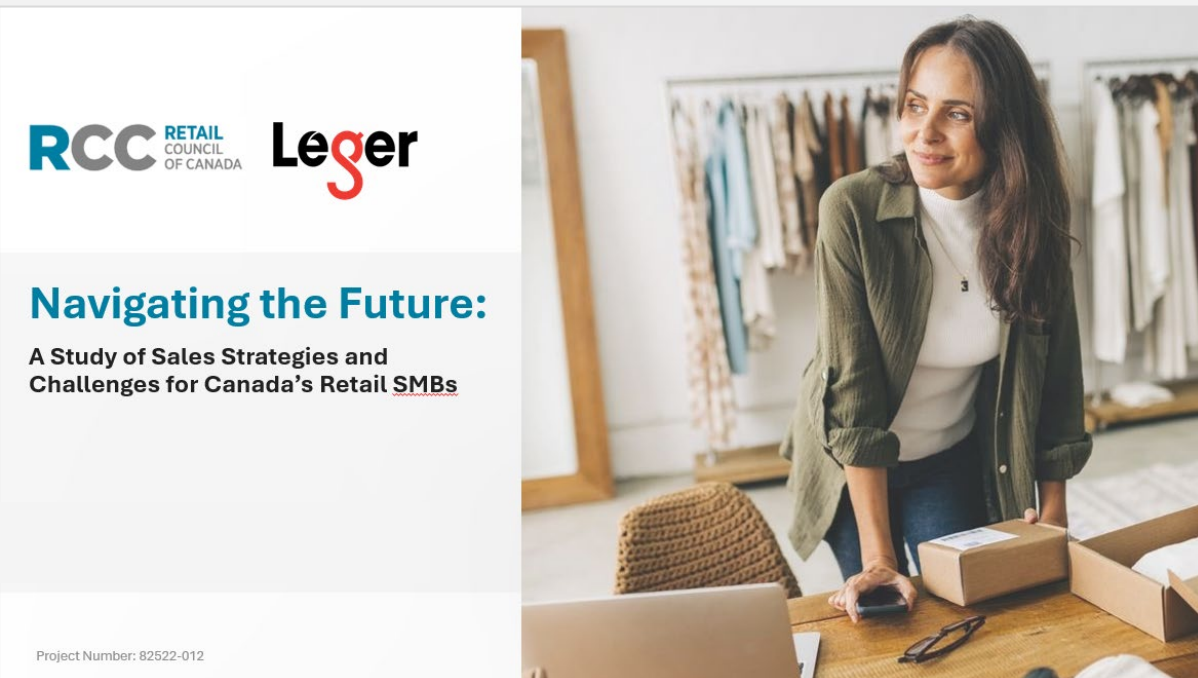 RCC RETAIL
COUNCIL
OF CANADA
Leger
Navigating the Future:
A Study of Sales Strategies and
Challenges for Canada's Retail SMBs
Project Number: 82522-012
3